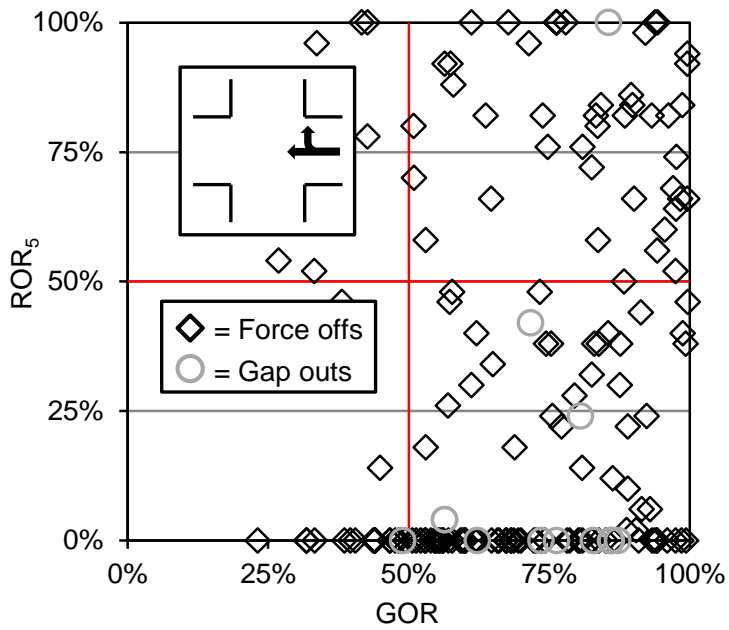 100%
75%
50%
25%
0%
ROR5
= Force offs
= Gap outs
0% 25% 50% 75% 100%
GOR